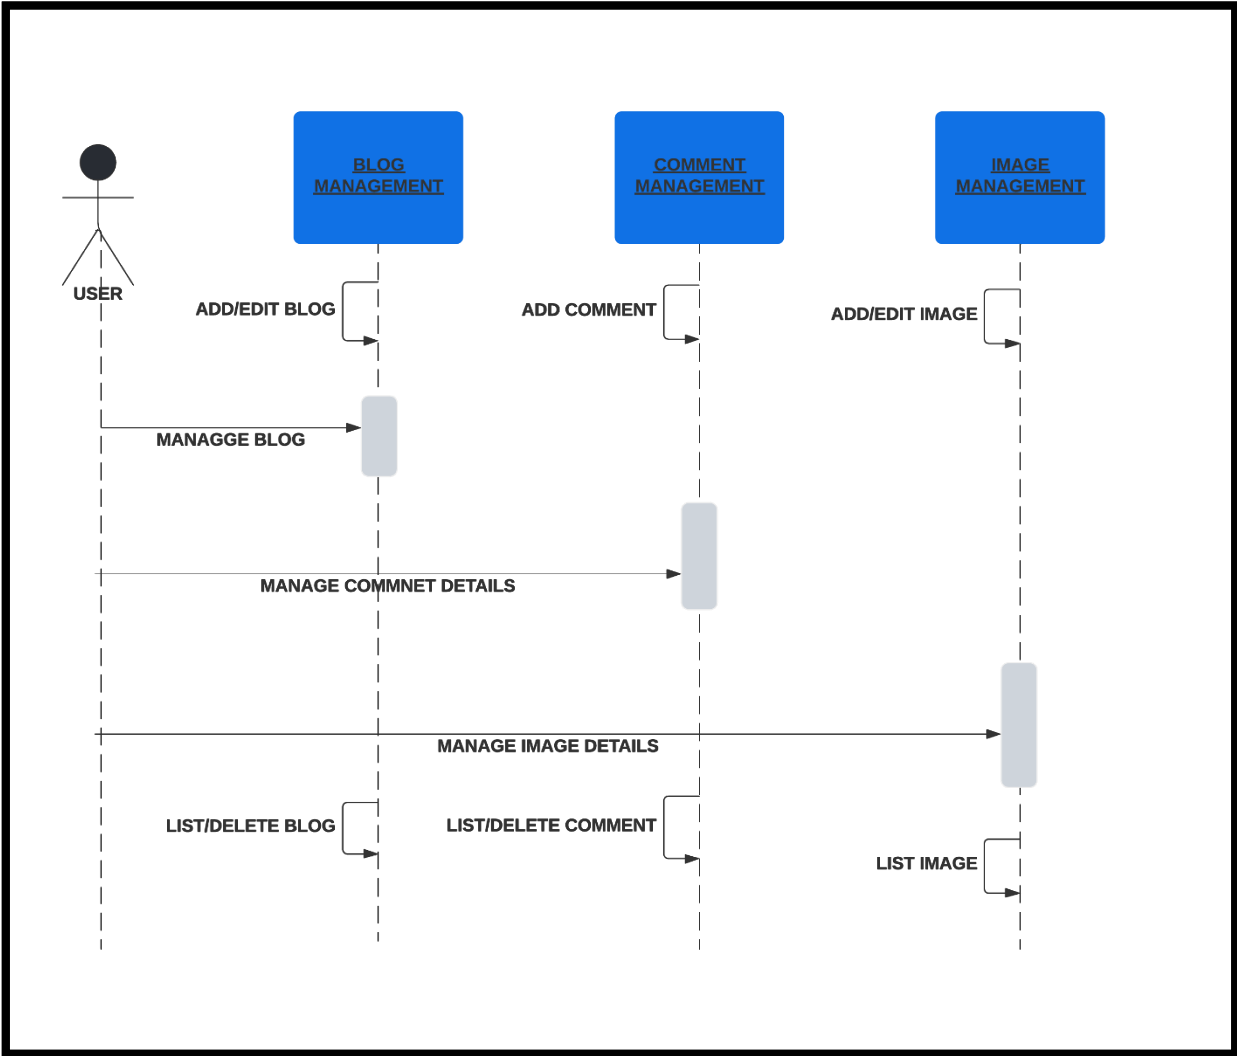 BLOG
MANAGEMENT
COMMENT
MANAGEMENT
IMAGE
MANAGEMENT
USER
ADD/EDIT BLOG
ADD COMMENT
ADD/EDIT IMAGE
MANAGGE BLOG
MANAGE COMMNET DETAILS
MANAGE IMAGE DETAILS
LIST/DELETE BLOG
LIST/DELETE COMMENT
LIST IMAGE